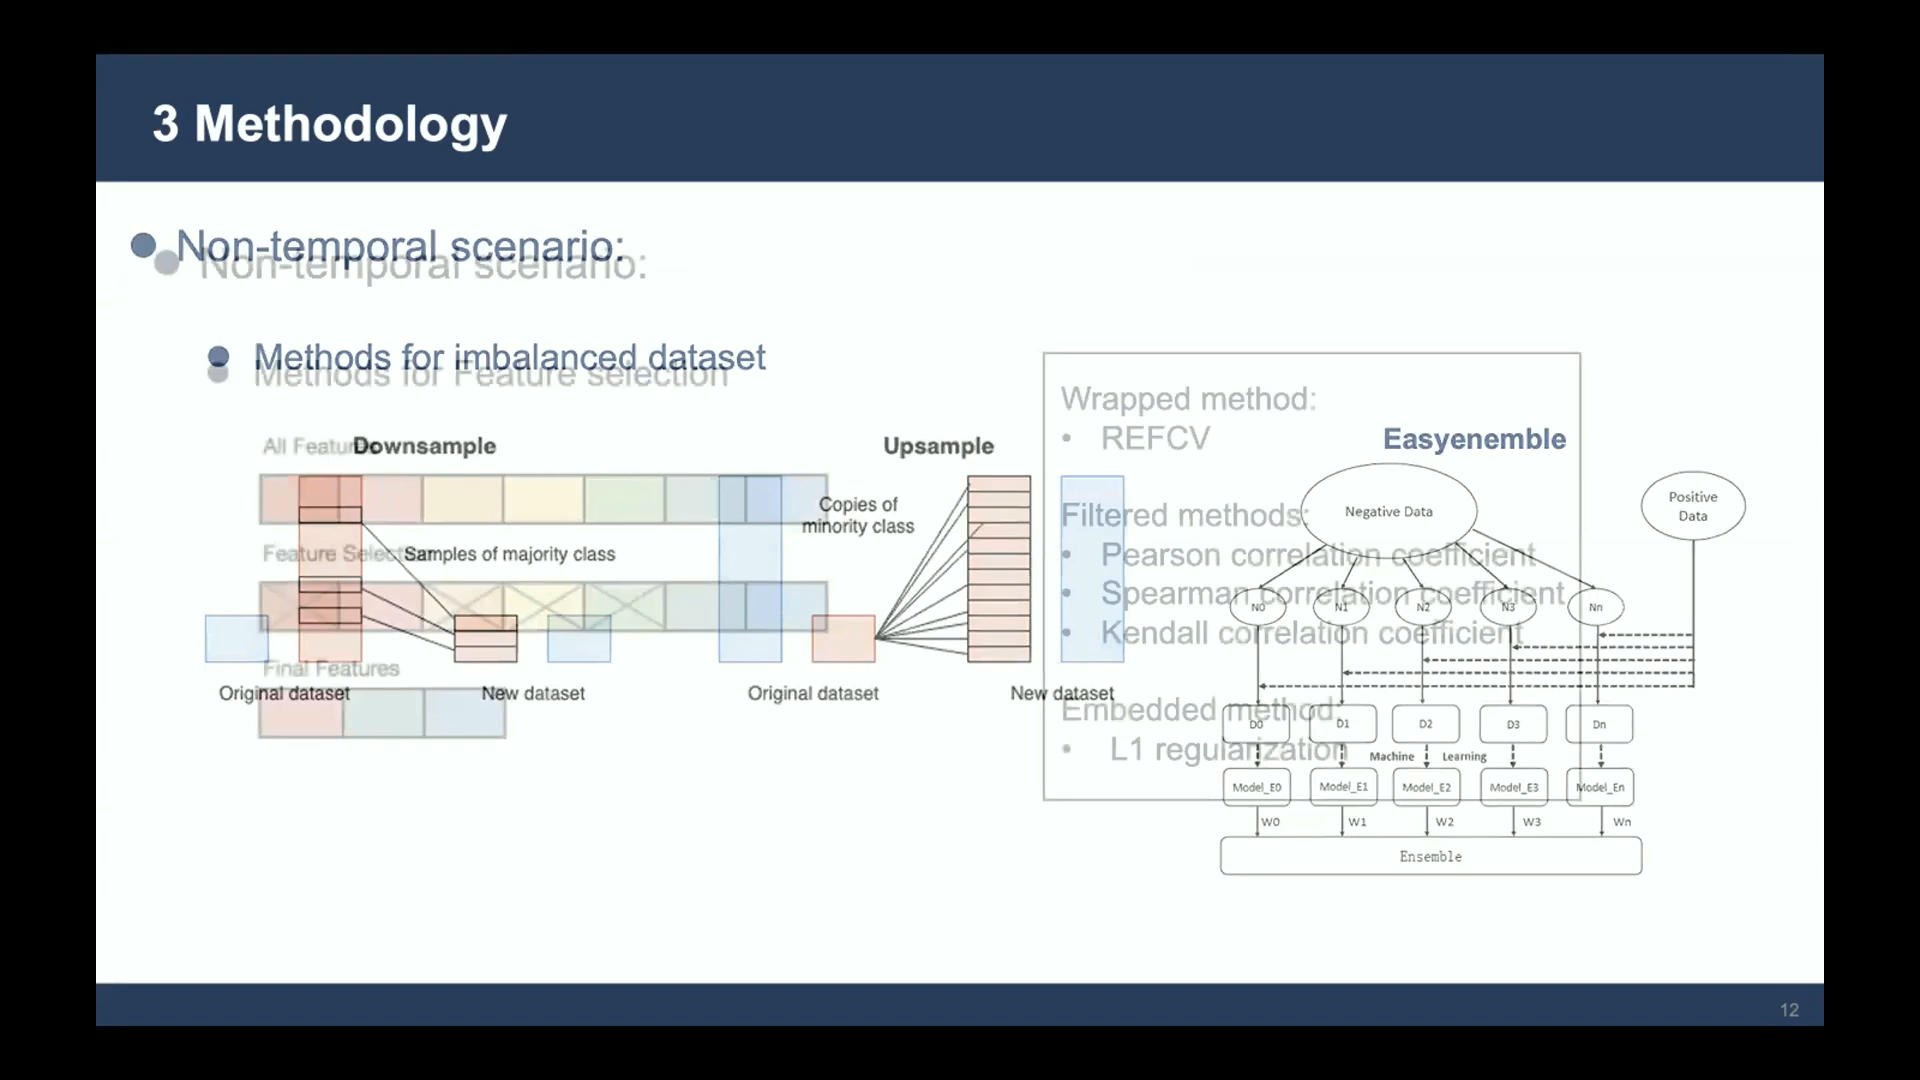 3 Methodology
Non-temporal scenario:
Non-temporal scenario:
Methods for imbalanced dataset
Methods for Feature selection
All Features
Downsample
Upsample
Copies of
minority class
Feature Selection
Samples of majority class
Final Features
Original dataset
New dataset
Original dataset
New dataset
Wrapped method:
• REFCV
Filtered methods:
• Pearson correlation coefficient
• Spearman correlation coefficient
• Kendall correlation coefficient
Embedded method:
• L1 regularization
Easyenemble
Negative Data
Positive
Data
N0 N1 N2 N3 Nn
D0 D1 D2 D3 Dn
Machine Learning
Model_E0 Model_E1 Model_E2 Model_E3 Model_En
W0 W1 W2 W3 Wn
Ensemble
12